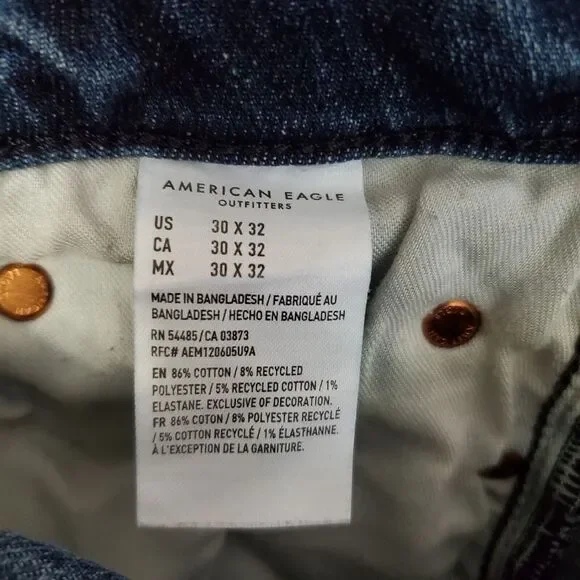 AMERICAN EAGLE
OUTFITTERS
US 30 X 32
CA 30 X 32
MX 30 X 32
MADE IN BANGLADESH / FABRIQUÉ AU
BANGLADESH / HECHO EN BANGLADESH
RN 54485/CA 03873
RFC# AEM120605U9A
EN 86% COTTON / 8% RECYCLED
POLYESTER / 5% RECYCLED COTTON / 1%
ELASTANE. EXCLUSIVE OF DECORATION.
FR 86% COTON / 8% POLYESTER RECYCLÉ
/ 5% COTTON RECYCLÉ / 1% ÉLASTHANNE.
À L'EXCEPTION DE LA GARNITURE.